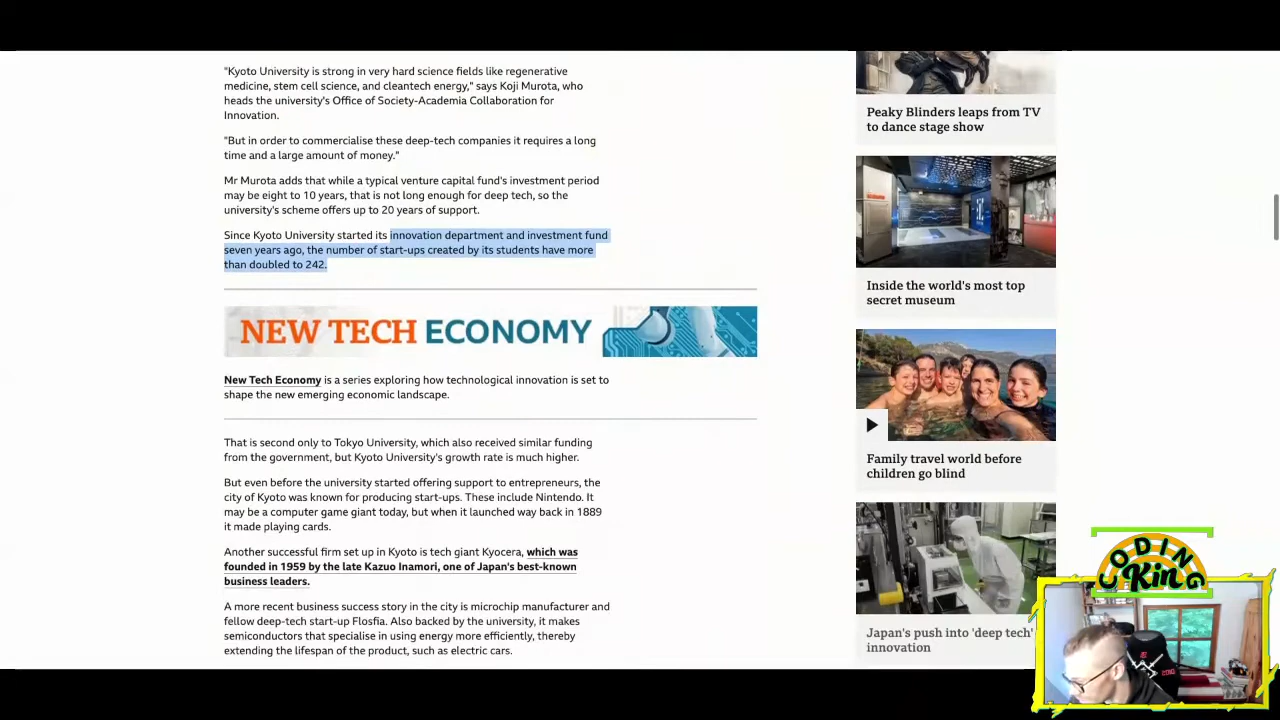 "Kyoto University is strong in very hard science fields like regenerative
medicine, stem cell science, and cleantech energy," says Koji Murota, who
heads the university's Office of Society-Academia Collaboration for
Innovation.
"But in order to commercialise these deep-tech companies it requires a long
time and a large amount of money."
Mr Murota adds that while a typical venture capital fund's investment period
may be eight to 10 years, that is not long enough for deep tech, so the
university's scheme offers up to 20 years of support.
Since Kyoto University started its innovation department and investment fund
seven years ago, the number of start-ups created by its students have more
than doubled to 242.
NEW TECH ECONOMY
New Tech Economy is a series exploring how technological innovation is set to
shape the new emerging economic landscape.
That is second only to Tokyo University, which also received similar funding
from the government, but Kyoto University's growth rate is much higher.
But even before the university started offering support to entrepreneurs, the
city of Kyoto was known for producing start-ups. These include Nintendo. It
may be a computer game giant today, but when it launched way back in 1889
it made playing cards.
Another successful firm set up in Kyoto is tech giant Kyocera, which was
founded in 1959 by the late Kazuo Inamori, one of Japan's best-known
business leaders.
A more recent business success story in the city is microchip manufacturer and
fellow deep-tech start-up Flosfia. Also backed by the university, it makes
semiconductors that specialise in using energy more efficiently, thereby
extending the lifespan of the product, such as electric cars.
Peaky Blinders leaps from TV
to dance stage show
Inside the world's most top
secret museum
Family travel world before
children go blind
Japan's push into 'deep tech'
innovation
CODING
King